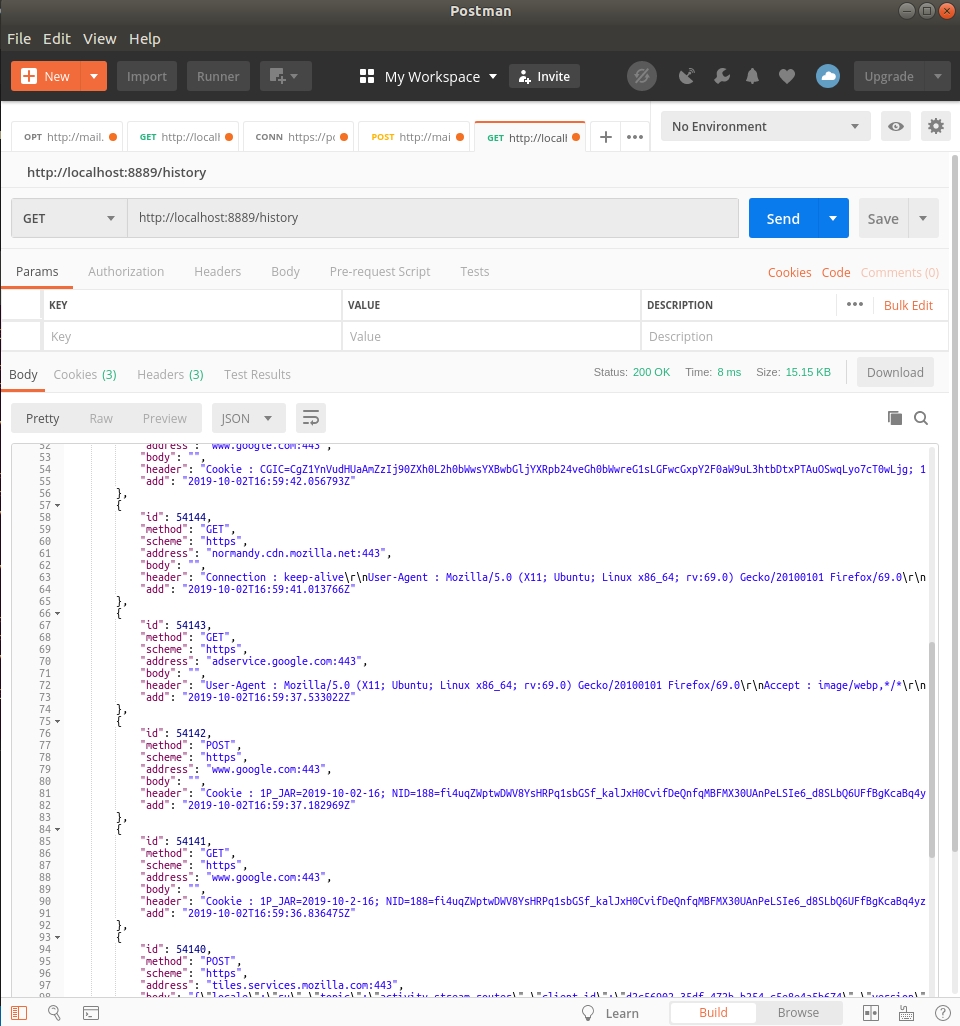 Postman
File Edit View Help
New Import Runner My Workspace Invite Upgrade
OPT http://mail. GET http://locall CONN https://po POST http://mai GET http://locall No Environment
http://localhost:8889/history
GET http://localhost:8889/history Send Save
Params Authorization Headers Body Pre-request Script Tests Cookies Code Comments (0)
KEY VALUE DESCRIPTION Bulk Edit
Key Value Description
Body Cookies (3) Headers (3) Test Results Status: 200 OK Time: 8 ms Size: 15.15 KB Download
Pretty Raw Preview JSON
52 "address": "www.google.com:443",
53 "body": "",
54 "header": "Cookie : CGIC=CgZ1YnVudHUaAmZzIj90ZXh0L2h0bWwsYXBwbGljYXRpb24veGh0bWwreG1sLGFwcGxpY2F0aW9uL3htbDtxPTAuOSwqLyo7cT0wLjg; 1
55 "add": "2019-10-02T16:59:42.056793Z"
56 },
57 {
58 "id": 54144,
59 "method": "GET",
60 "scheme": "https",
61 "address": "normandy.cdn.mozilla.net:443",
62 "body": "",
63 "header": "Connection : keep-alive\r\nUser-Agent : Mozilla/5.0 (X11; Ubuntu; Linux x86_64; rv:69.0) Gecko/20100101 Firefox/69.0\r\n
64 "add": "2019-10-02T16:59:41.013766Z"
65 },
66 {
67 "id": 54143,
68 "method": "GET",
69 "scheme": "https",
70 "address": "adservice.google.com:443",
71 "body": "",
72 "header": "User-Agent : Mozilla/5.0 (X11; Ubuntu; Linux x86_64; rv:69.0) Gecko/20100101 Firefox/69.0\r\nAccept : image/webp,*/*\r\n
73 "add": "2019-10-02T16:59:37.533022Z"
74 },
75 {
76 "id": 54142,
77 "method": "POST",
78 "scheme": "https",
79 "address": "www.google.com:443",
80 "body": "",
81 "header": "Cookie : 1P_JAR=2019-10-02-16; NID=188=fi4uqZWptwDWV8YsHRPq1sbGSf_kalJxH0CvifDeQnfqMBFMX30UAnPeLSIe6_d8SLbQ6UFfBgKcaBq4y
82 "add": "2019-10-02T16:59:37.182969Z"
83 },
84 {
85 "id": 54141,
86 "method": "GET",
87 "scheme": "https",
88 "address": "www.google.com:443",
89 "body": "",
90 "header": "Cookie : 1P_JAR=2019-10-2-16; NID=188=fi4uqZWptwDWV8YsHRPq1sbGSf_kalJxH0CvifDeQnfqMBFMX30UAnPeLSIe6_d8SLbQ6UFfBgKcaBq4yz
91 "add": "2019-10-02T16:59:36.836475Z"
92 },
93 {
94 "id": 54140,
95 "method": "POST",
96 "scheme": "https",
97 "address": "tiles.services.mozilla.com:443",
98 "body": "{\"locale\":\"ru\",\"topic\":\"activity-stream-routes\",\"client_id\":
Learn Build Browse